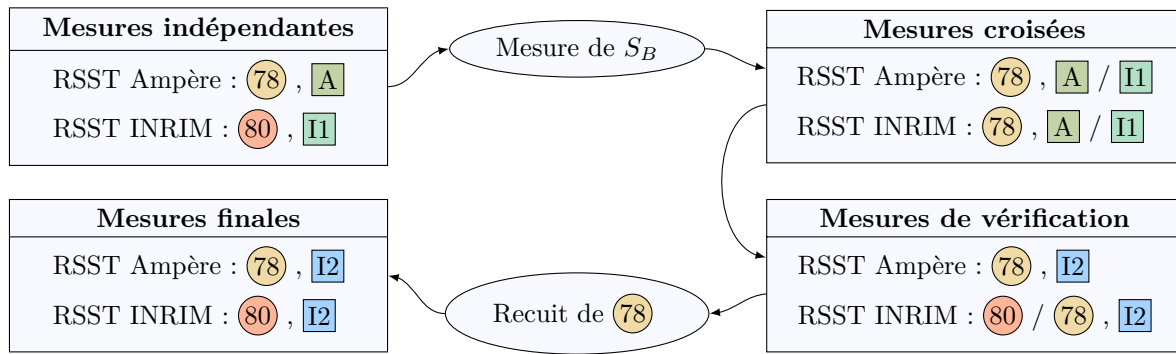 Mesures indépendantes
RSST Ampère : 78 , A
RSST INRIM : 80 , I1
Mesure de S_B
Mesures croisées
RSST Ampère : 78 , A / I1
RSST INRIM : 78 , A / I1
Mesures de vérification
RSST Ampère : 78 , I2
RSST INRIM : 80 / 78 , I2
Recuit de 78
Mesures finales
RSST Ampère : 78 , I2
RSST INRIM : 80 , I2